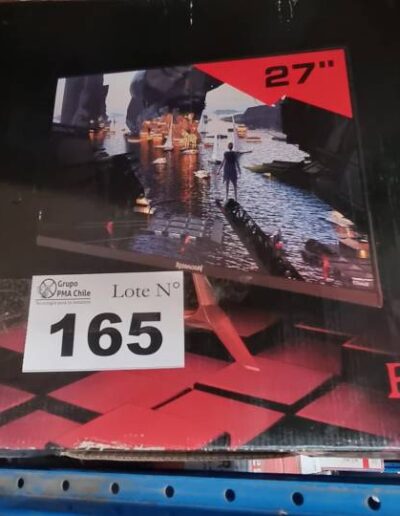 27"
Grupo
PMA Chile
Lote N°
165